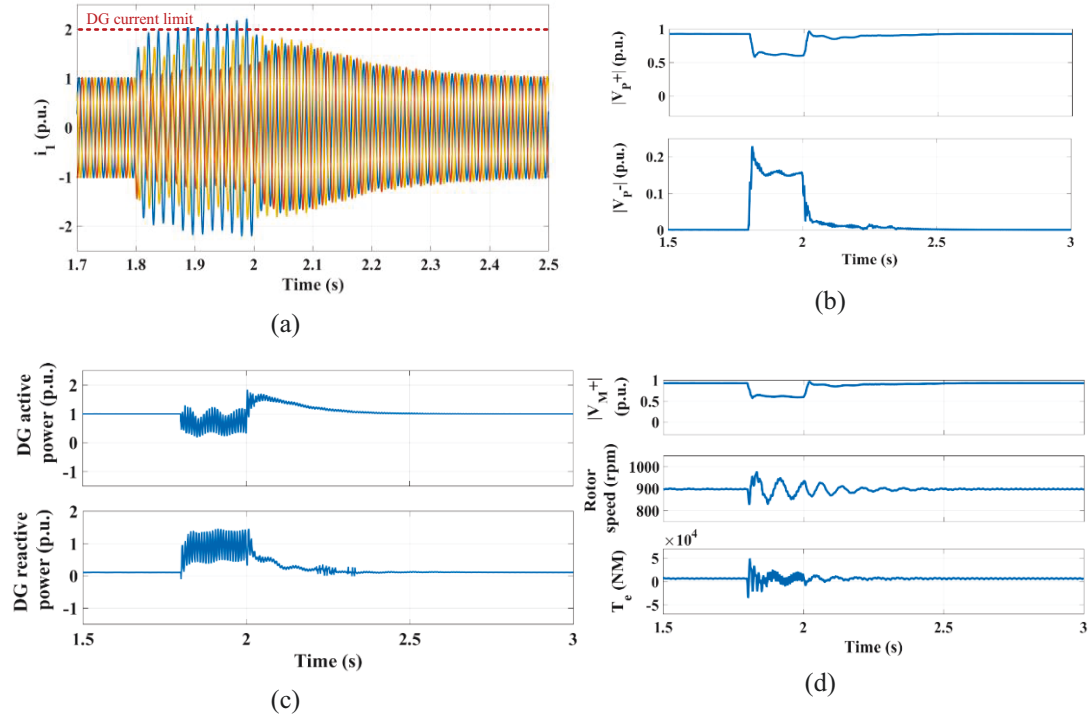 DG current limit
2
1
0
-1
-2
i₁ (p.u.)
1.7 1.8 1.9 2 2.1 2.2 2.3 2.4 2.5
Time (s)
(a)
|V_P+| (p.u.)
1
0.5
0
|V_P-| (p.u.)
0.2
0.1
0
1.5 2 2.5 3
Time (s)
(b)
DG active
power (p.u.)
2
1
0
-1
DG reactive
power (p.u.)
2
1
0
-1
1.5 2 2.5 3
Time (s)
(c)
|V_M+|
(p.u.)
1
0.5
0
Rotor
speed (rpm)
1000
900
800
×10⁴
T_e (NM)
5
0
-5
1.5 2 2.5 3
Time (s)
(d)